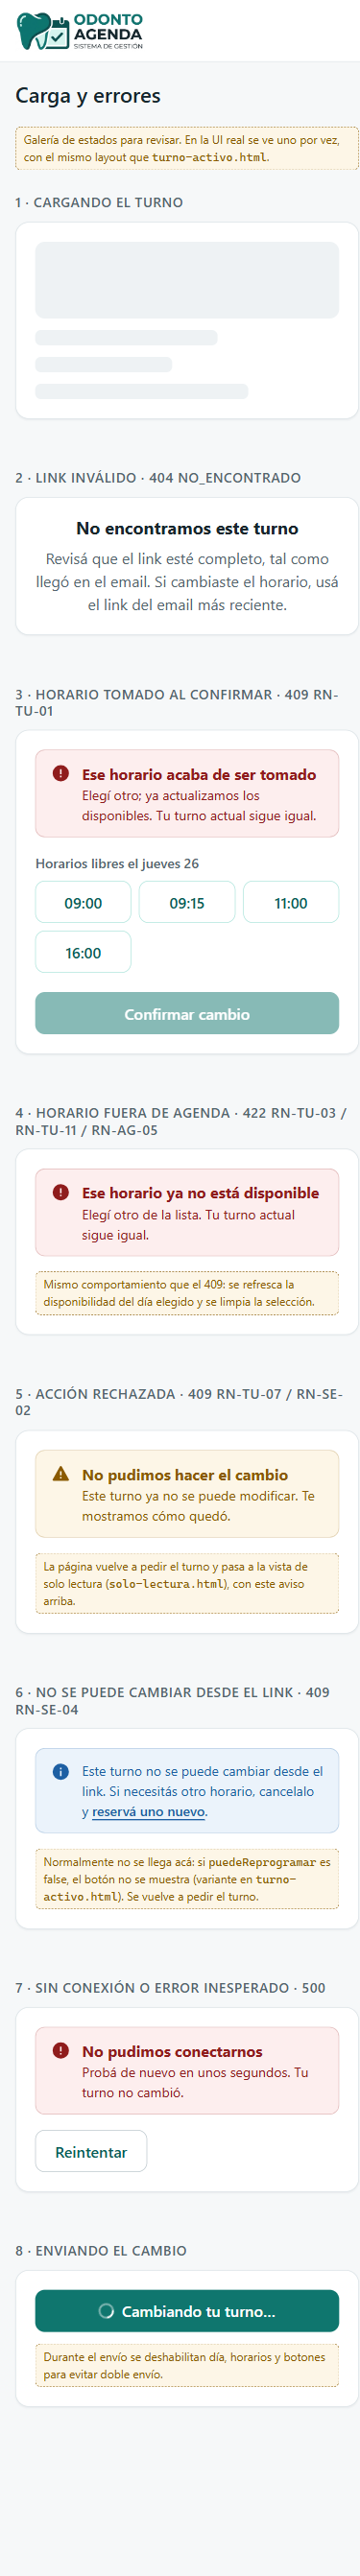 ODONTO
AGENDA
SISTEMA DE GESTIÓN
Carga y errores
Galería de estados para revisar. En la UI real se ve uno por vez,
con el mismo layout que turno-activo.html.
1 · CARGANDO EL TURNO
2 · LINK INVÁLIDO · 404 NO_ENCONTRADO
No encontramos este turno
Revisá que el link esté completo, tal como
llegó en el email. Si cambiaste el horario, usá
el link del email más reciente.
3 · HORARIO TOMADO AL CONFIRMAR · 409 RN-
TU-01
Ese horario acaba de ser tomado
Elegí otro; ya actualizamos los
disponibles. Tu turno actual sigue igual.
Horarios libres el jueves 26
09:00 09:15 11:00
16:00
Confirmar cambio
4 · HORARIO FUERA DE AGENDA · 422 RN-TU-03 /
RN-TU-11 / RN-AG-05
Ese horario ya no está disponible
Elegí otro de la lista. Tu turno actual
sigue igual.
Mismo comportamiento que el 409: se refresca la
disponibilidad del día elegido y se limpia la selección.
5 · ACCIÓN RECHAZADA · 409 RN-TU-07 / RN-SE-
02
No pudimos hacer el cambio
Este turno ya no se puede modificar. Te
mostramos cómo quedó.
La página vuelve a pedir el turno y pasa a la vista de
solo lectura (solo-lectura.html), con este aviso
arriba.
6 · NO SE PUEDE CAMBIAR DESDE EL LINK · 409
RN-SE-04
Este turno no se puede cambiar desde el
link. Si necesitás otro horario, cancelalo
y reservá uno nuevo.
Normalmente no se llega acá: si puedeReprogramar es
false, el botón no se muestra (variante en turno-
activo.html). Se vuelve a pedir el turno.
7 · SIN CONEXIÓN O ERROR INESPERADO · 500
No pudimos conectarnos
Probá de nuevo en unos segundos. Tu
turno no cambió.
Reintentar
8 · ENVIANDO EL CAMBIO
Cambiando tu turno…
Durante el envío se deshabilitan día, horarios y botones
para evitar doble envío.